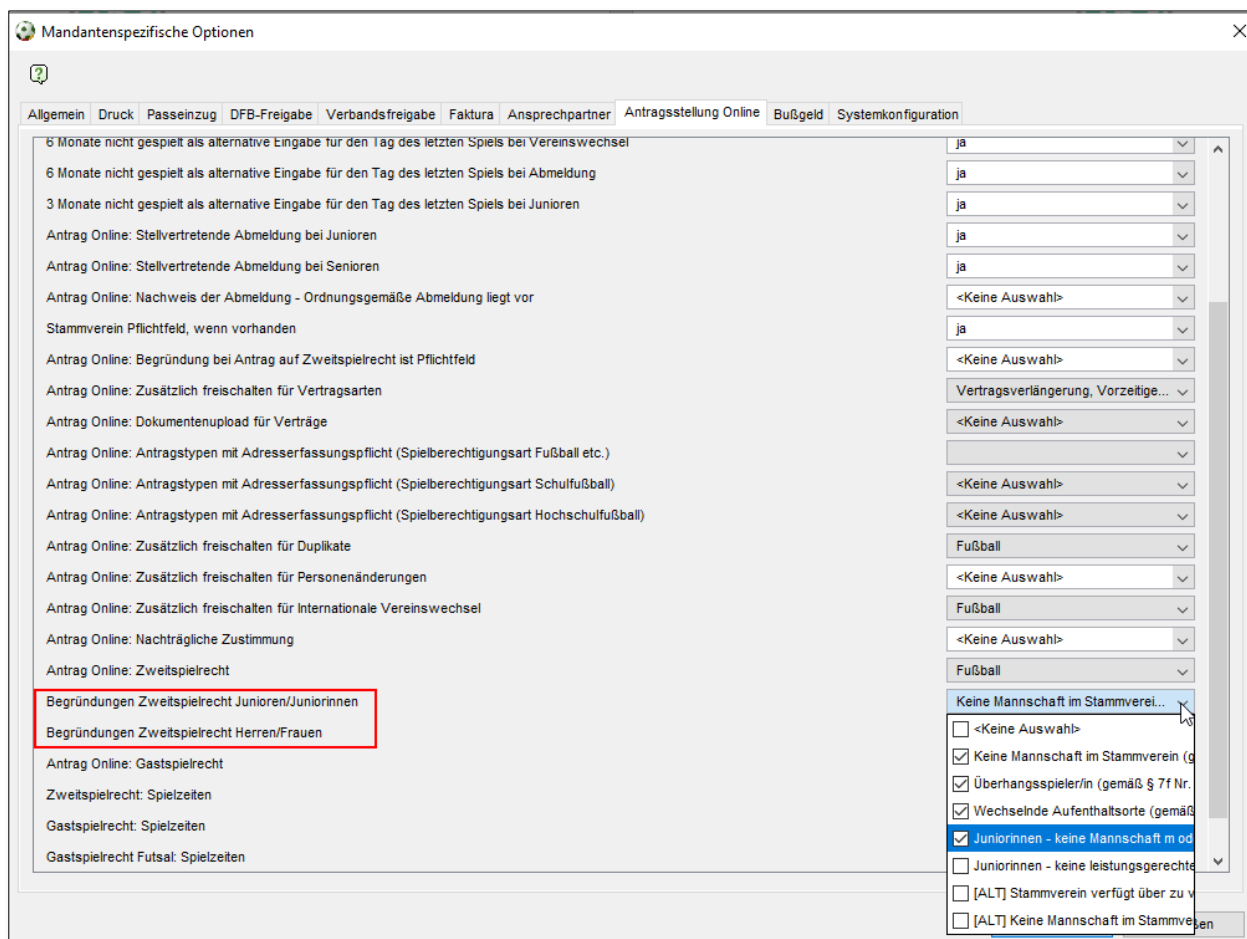 Mandantenspezifische Optionen
Allgemein Druck Passeinzug DFB-Freigabe Verbandsfreigabe Faktura Ansprechpartner Antragsstellung Online Bußgeld Systemkonfiguration
6 Monate nicht gespielt als alternative Eingabe für den Tag des letzten Spiels bei Vereinswechsel ja
6 Monate nicht gespielt als alternative Eingabe für den Tag des letzten Spiels bei Abmeldung ja
3 Monate nicht gespielt als alternative Eingabe für den Tag des letzten Spiels bei Junioren ja
Antrag Online: Stellvertretende Abmeldung bei Junioren ja
Antrag Online: Stellvertretende Abmeldung bei Senioren ja
Antrag Online: Nachweis der Abmeldung - Ordnungsgemäße Abmeldung liegt vor <Keine Auswahl>
Stammverein Pflichtfeld, wenn vorhanden ja
Antrag Online: Begründung bei Antrag auf Zweitspielrecht ist Pflichtfeld <Keine Auswahl>
Antrag Online: Zusätzlich freischalten für Vertragsarten Vertragsverlängerung, Vorzeitige...
Antrag Online: Dokumentenupload für Verträge <Keine Auswahl>
Antrag Online: Antragstypen mit Adresserfassungspflicht (Spielberechtigungsart Fußball etc.)
Antrag Online: Antragstypen mit Adresserfassungspflicht (Spielberechtigungsart Schulfußball) <Keine Auswahl>
Antrag Online: Antragstypen mit Adresserfassungspflicht (Spielberechtigungsart Hochschulfußball) <Keine Auswahl>
Antrag Online: Zusätzlich freischalten für Duplikate Fußball
Antrag Online: Zusätzlich freischalten für Personenänderungen <Keine Auswahl>
Antrag Online: Zusätzlich freischalten für Internationale Vereinswechsel Fußball
Antrag Online: Nachträgliche Zustimmung <Keine Auswahl>
Antrag Online: Zweitspielrecht Fußball
Begründungen Zweitspielrecht Junioren/Juniorinnen Keine Mannschaft im Stammverei...
Begründungen Zweitspielrecht Herren/Frauen <Keine Auswahl>
Antrag Online: Gastspielrecht Keine Mannschaft im Stammverein (g
Zweitspielrecht: Spielzeiten Überhangsspieler/in (gemäß § 7f Nr.
Gastspielrecht: Spielzeiten Wechselnde Aufenthaltsorte (gemäß
Gastspielrecht Futsal: Spielzeiten Juniorinnen - keine Mannschaft m od
Juniorinnen - keine leistungsgerechte
[ALT] Stammverein verfügt über zu v
[ALT] Keine Mannschaft im Stammve